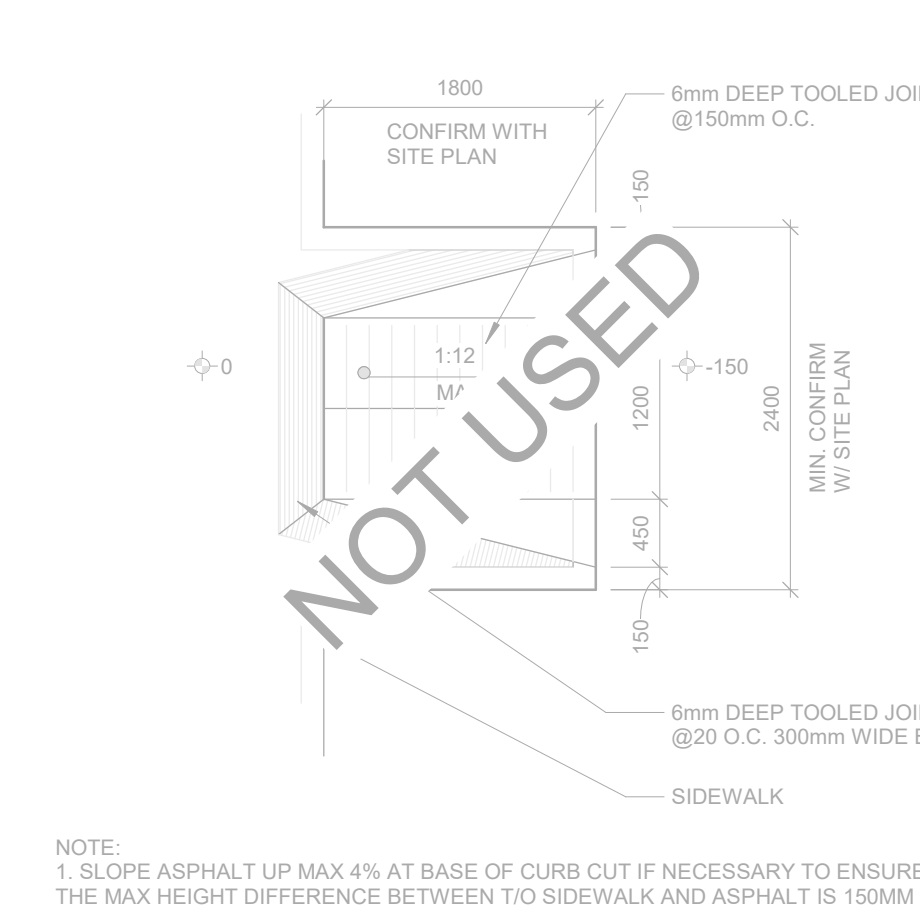 1800
6mm DEEP TOOLED JOI
@150mm O.C.
CONFIRM WITH
SITE PLAN
-150
1:12
0
-150
1200
2400
MIN. CONFIRM
W/ SITE PLAN
NOT USED
450
150
6mm DEEP TOOLED JOI
@20 O.C. 300mm WIDE
SIDEWALK
NOTE:
1. SLOPE ASPHALT UP MAX 4% AT BASE OF CURB CUT IF NECESSARY TO ENSURE
THE MAX HEIGHT DIFFERENCE BETWEEN T/O SIDEWALK AND ASPHALT IS 150MM